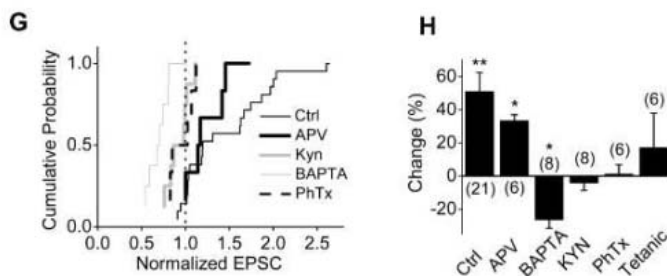 G
Cumulative Probability
1.0
0.5
0.0
0.0 0.5 1.0 1.5 2.0 2.5
Normalized EPSC
Ctrl
APV
Kyn
BAPTA
PhTx
H
Change (%)
60
40
20
0
-20
**
*
*
(8)
(8)
(6)
(6)
(21)
(6)
Ctrl
APV
BAPTA
KYN
PhTx
Tetanic